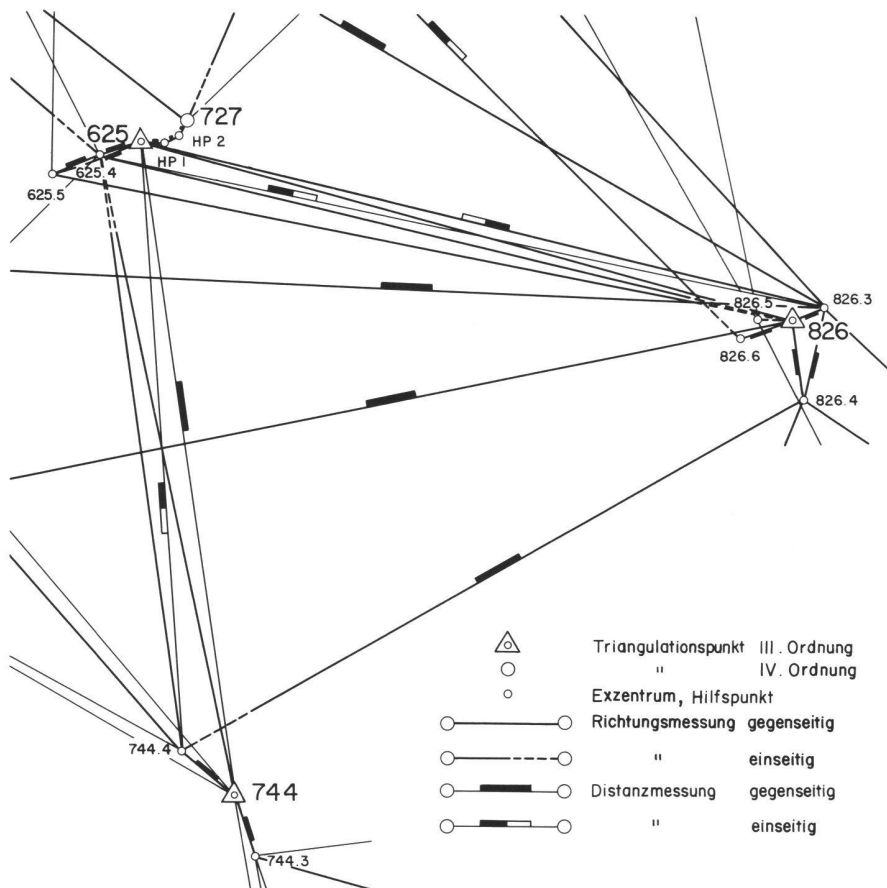 727
625
HP 2
HP 1
625.4
625.5
826.5
826.3
826
826.6
826.4
Triangulationspunkt III. Ordnung
" IV. Ordnung
Exzentrum, Hilfspunkt
Richtungsmessung gegenseitig
" einseitig
Distanzmessung gegenseitig
" einseitig
744.4
744
744.3